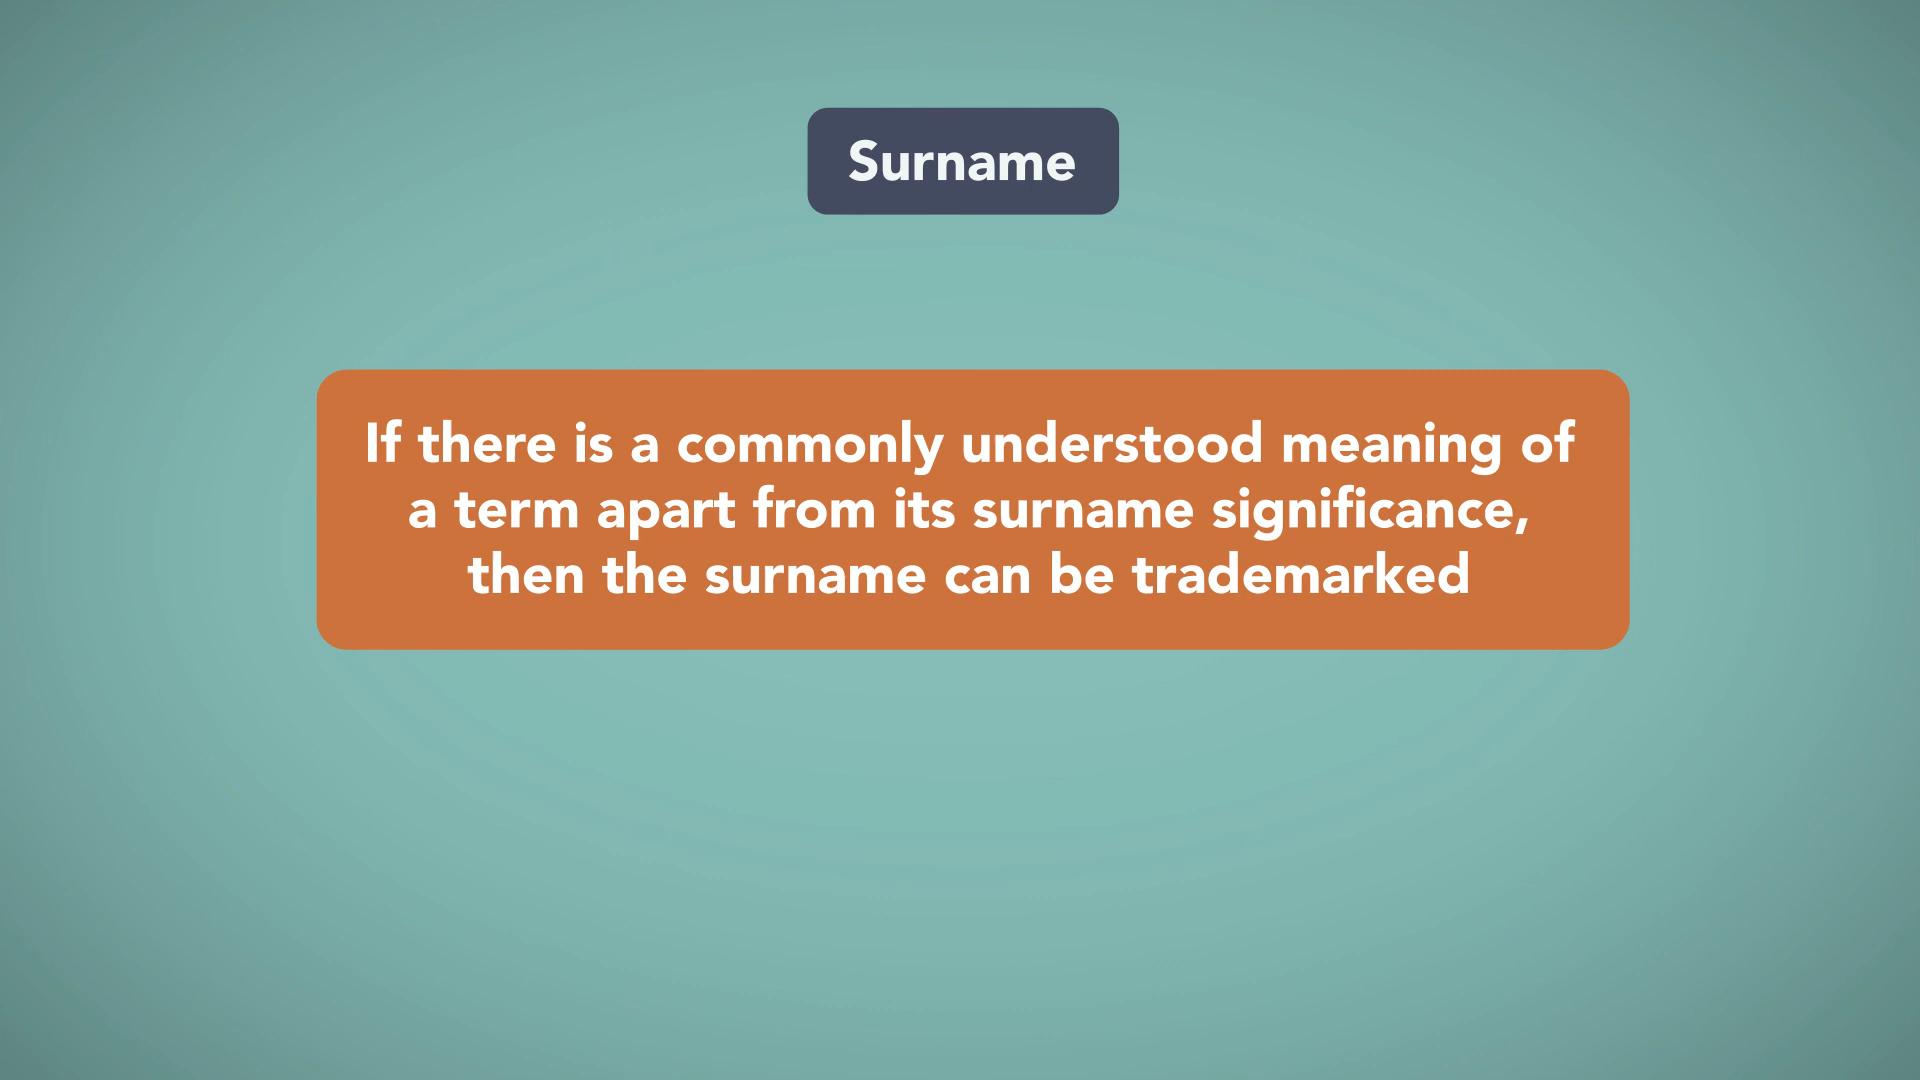 Surname
If there is a commonly understood meaning of
a term apart from its surname significance,
then the surname can be trademarked